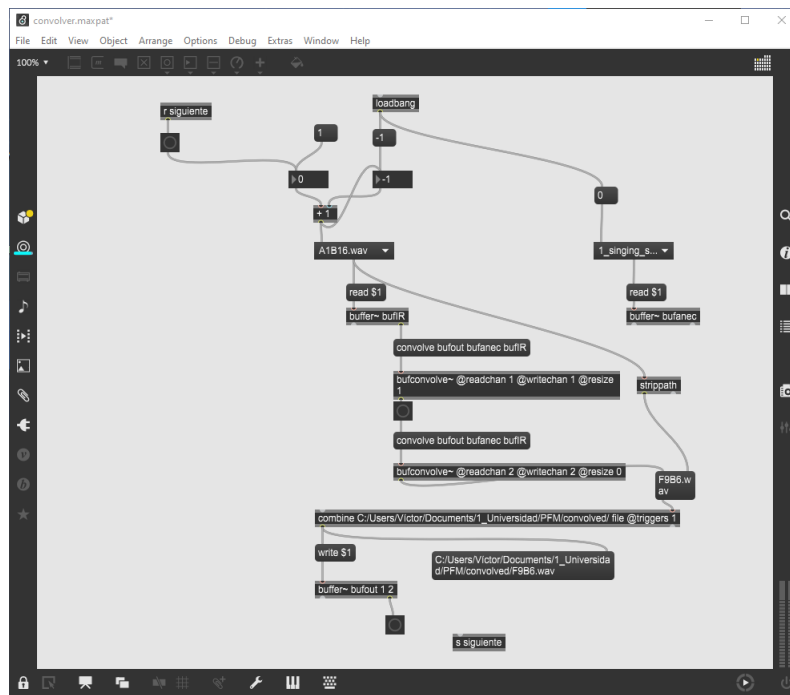 convolver.maxpat*
File Edit View Object Arrange Options Debug Extras Window Help
100%
loadbang
r siguiente
1
-1
0
-1
0
+ 1
A1B16.wav
1_singing_s...
read $1
read $1
buffer~ bufIR
buffer~ bufanec
convolve bufout bufanec bufIR
bufconvolve~ @readchan 1 @writechan 1 @resize
1
strippath
convolve bufout bufanec bufIR
bufconvolve~ @readchan 2 @writechan 2 @resize 0
F9B6.w
av
combine C:/Users/Víctor/Documents/1_Universidad/PFM/convolved/ file @triggers 1
write $1
C:/Users/Víctor/Documents/1_Universida
d/PFM/convolved/F9B6.wav
buffer~ bufout 1 2
s siguiente